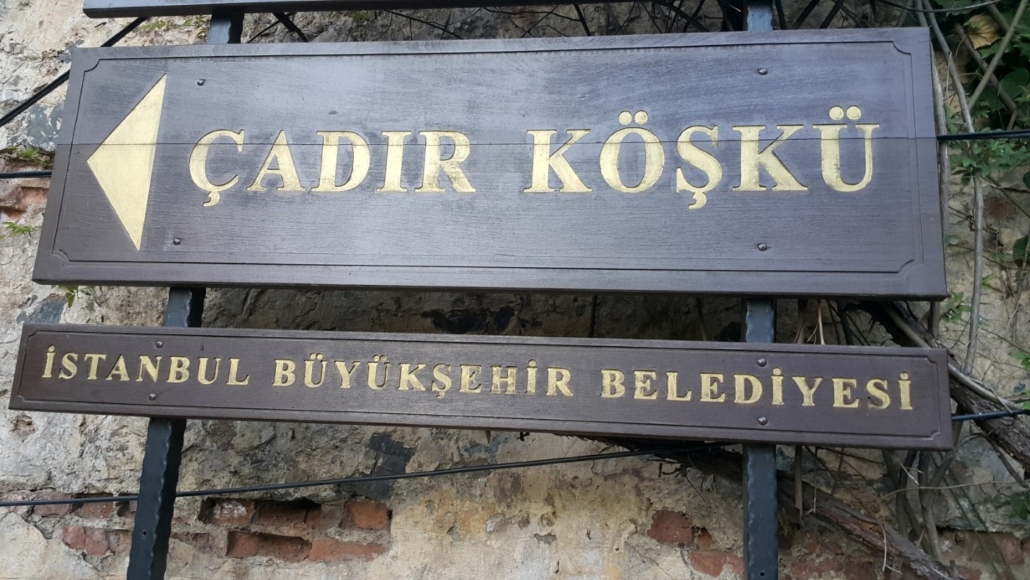 ÇADIR KÖŞKÜ
İSTANBUL BÜYÜKŞEHİR BELEDİYESİ